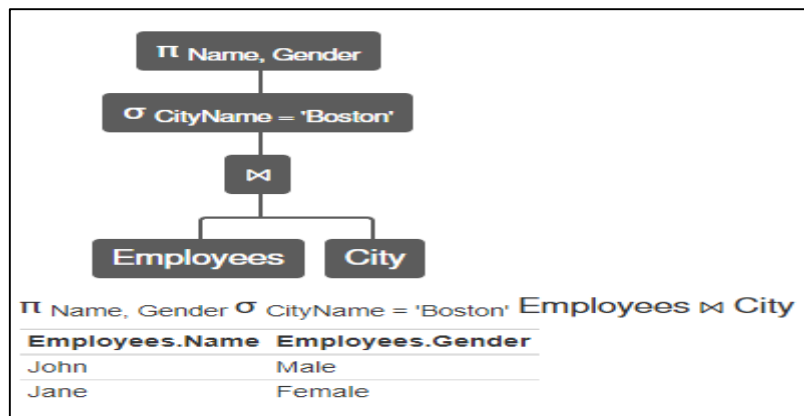 π Name, Gender
σ CityName = 'Boston'
⋈
Employees City
π Name, Gender σ CityName = 'Boston' Employees ⋈ City
Employees.Name Employees.Gender
John Male
Jane Female